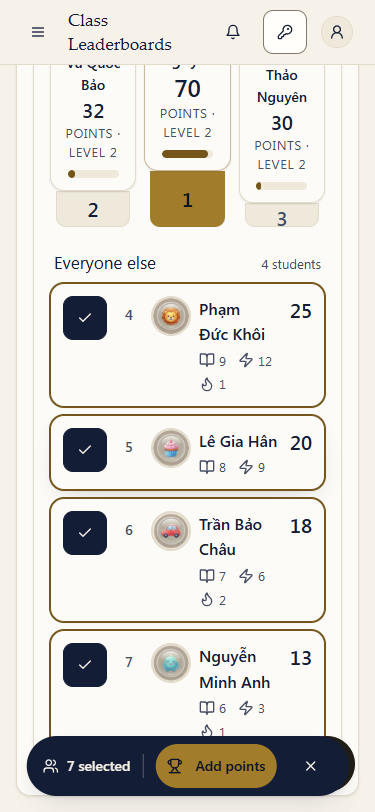 Class
Leaderboards
Vũ Quốc
Bảo
32
POINTS ·
LEVEL 2
2
70
POINTS ·
LEVEL 2
1
Thảo
Nguyên
30
POINTS ·
LEVEL 2
3
Everyone else
4 students
4
Phạm
Đức Khôi
25
9
12
1
5
Lê Gia Hân
20
8
9
6
Trần Bảo
Châu
18
7
6
2
7
Nguyễn
Minh Anh
13
6
3
1
7 selected
Add points